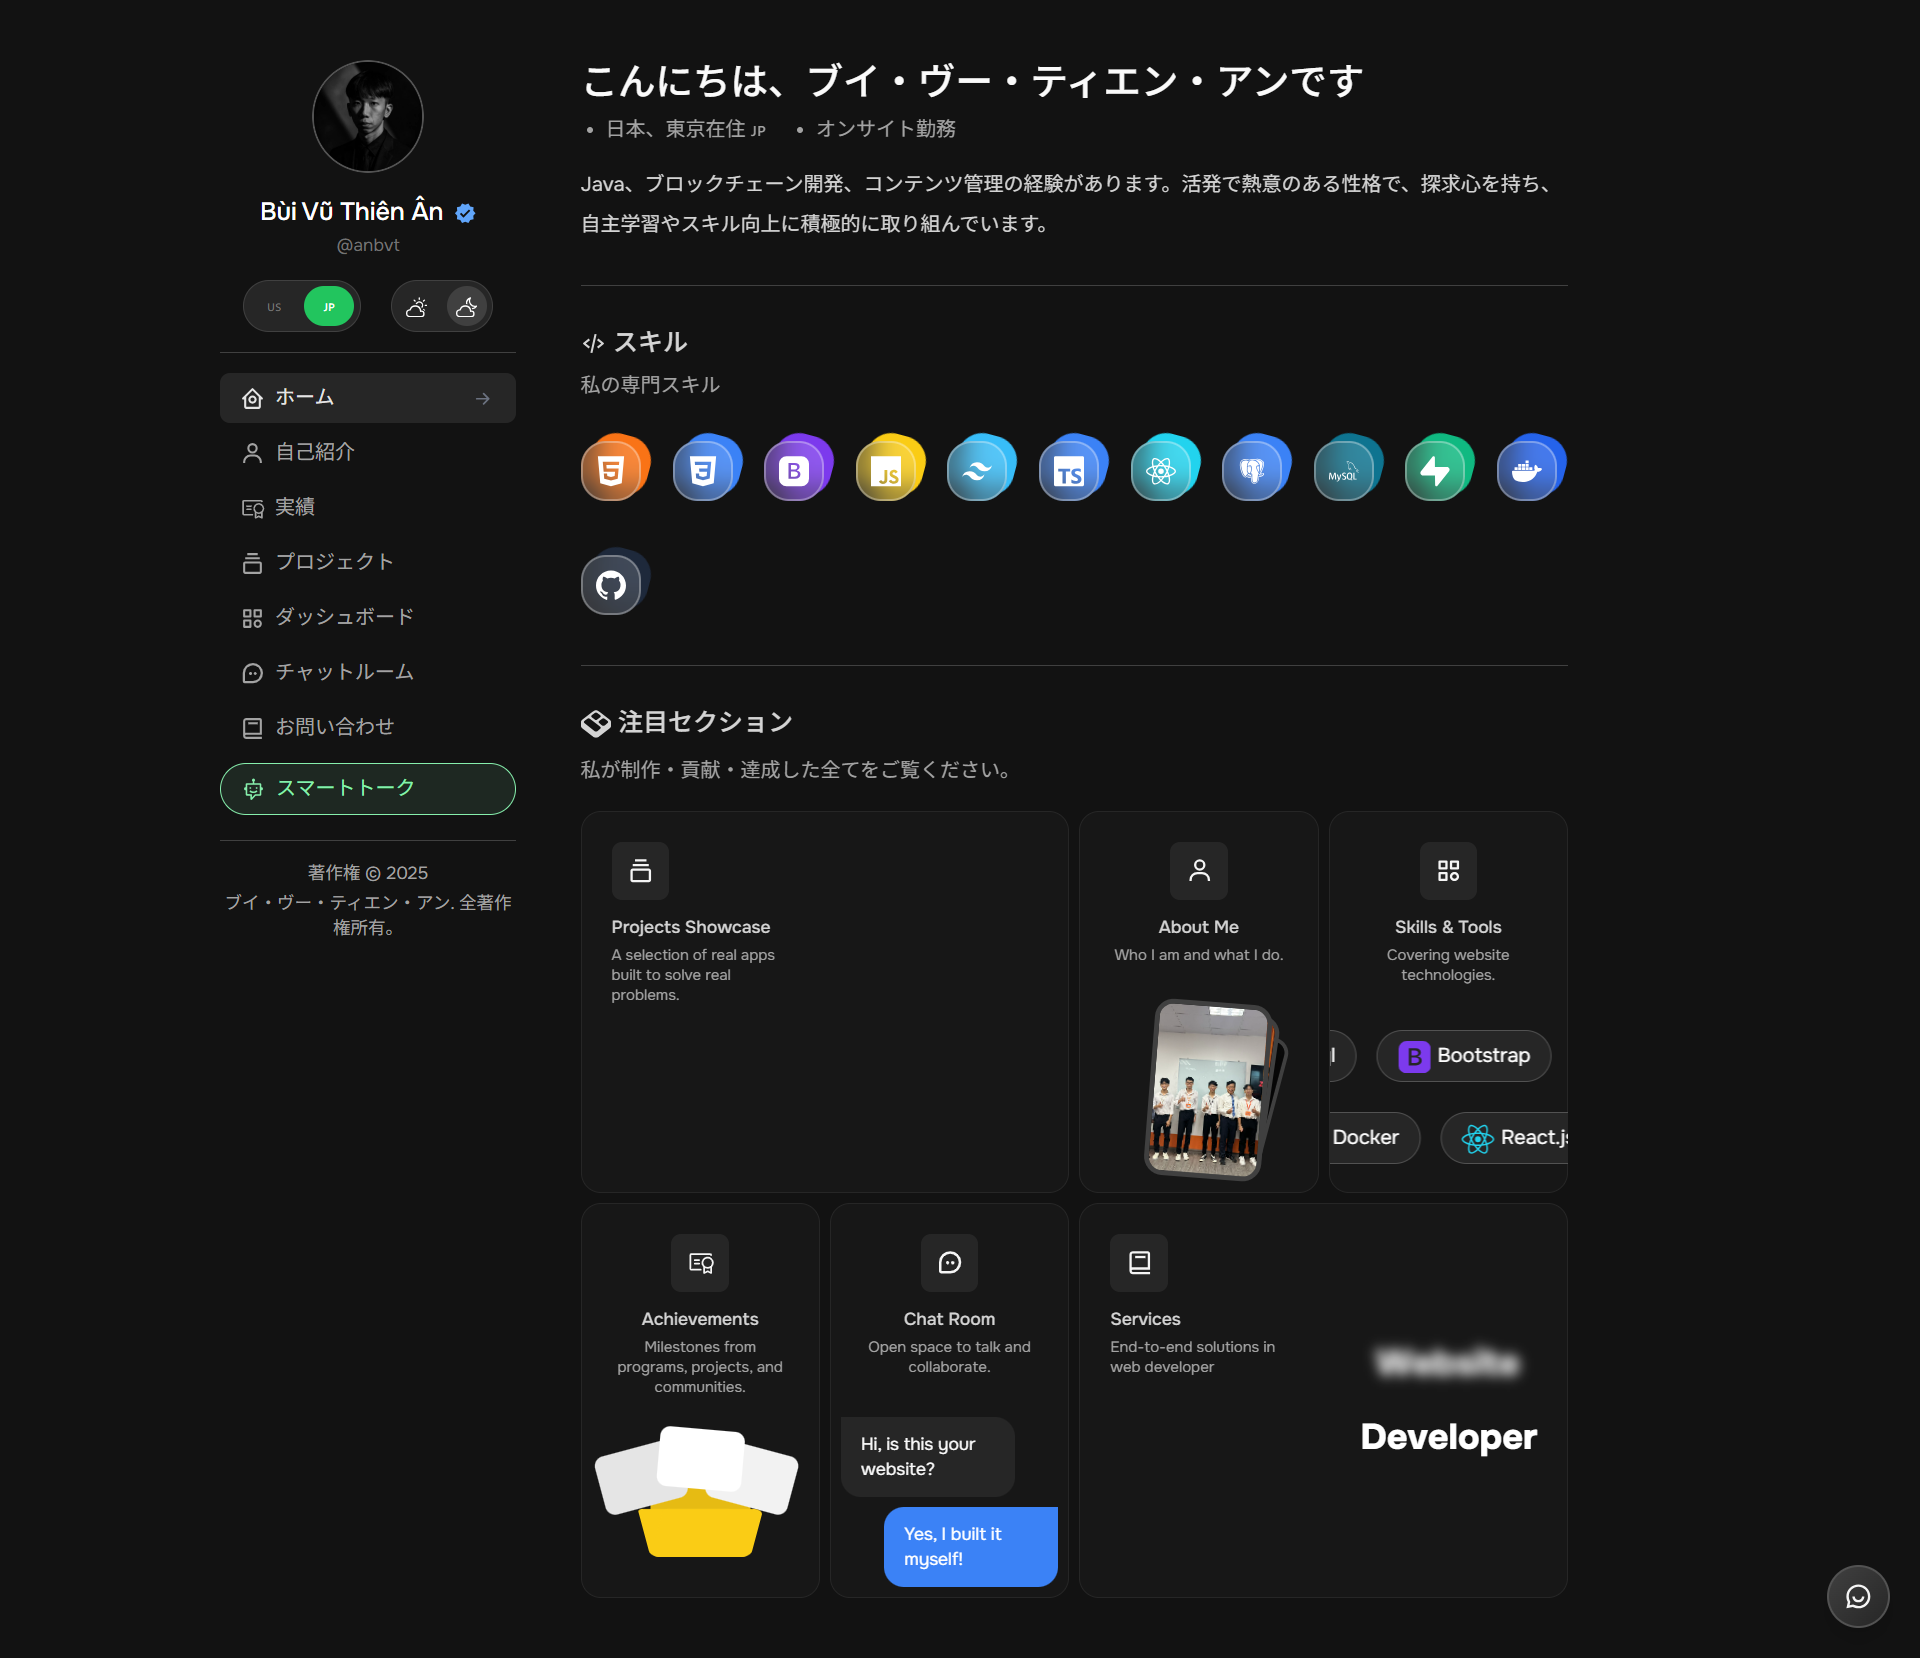 Bùi Vũ Thiên Ân
@anbvt
US
JP
ホーム
自己紹介
実績
プロジェクト
ダッシュボード
チャットルーム
お問い合わせ
スマートトーク
著作権 © 2025
ブイ・ヴー・ティエン・アン. 全著作
権所有。
こんにちは、ブイ・ヴー・ティエン・アンです
• 日本、東京在住 JP • オンサイト勤務
Java、ブロックチェーン開発、コンテンツ管理の経験があります。活発で熱意のある性格で、探求心を持ち、
自主学習やスキル向上に積極的に取り組んでいます。
スキル
私の専門スキル
B
JS
TS
MySQL
注目セクション
私が制作・貢献・達成した全てをご覧ください。
Projects Showcase
A selection of real apps
built to solve real
problems.
About Me
Who I am and what I do.
Skills & Tools
Covering website
technologies.
B Bootstrap
Docker
React.js
Achievements
Milestones from
programs, projects, and
communities.
Chat Room
Open space to talk and
collaborate.
Hi, is this your
website?
Yes, I built it
myself!
Services
End-to-end solutions in
web developer
Website
Developer